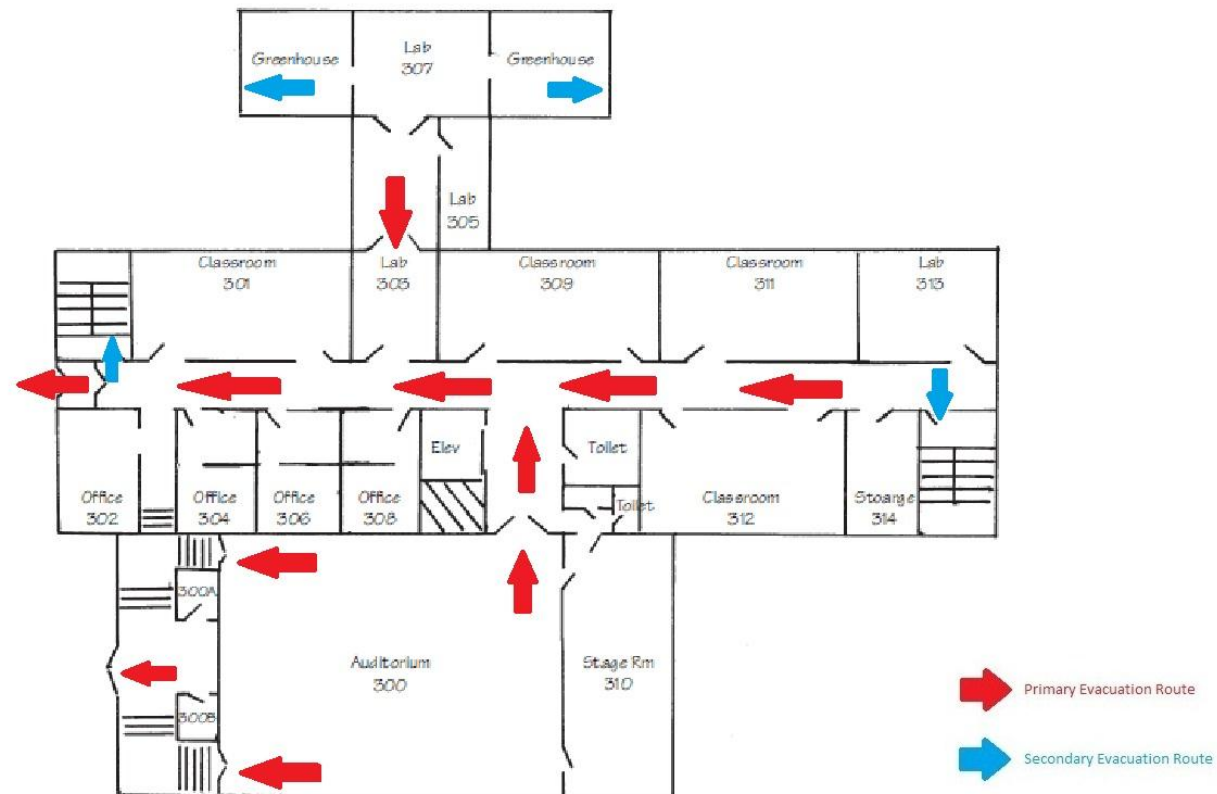 Greenhouse
Lab
307
Greenhouse
Lab
305
Classroom
301
Lab
303
Classroom
309
Classroom
311
Lab
313
Elev
Toilet
Toilet
Office
302
Office
304
Office
306
Office
308
Classroom
312
Stoarge
314
300A
Auditorium
300
Stage Rm
310
300B
Primary Evacuation Route
Secondary Evacuation Route